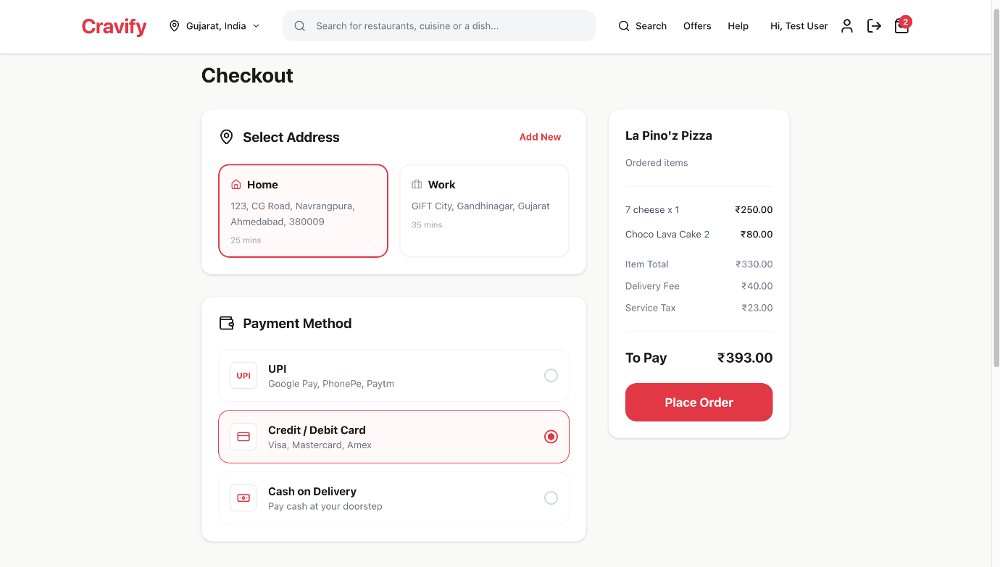 Cravify
Gujarat, India
Search for restaurants, cuisine or a dish...
Search
Offers
Help
Hi, Test User
2
Checkout
Select Address
Add New
Home
123, CG Road, Navrangpura,
Ahmedabad, 380009
25 mins
Work
GIFT City, Gandhinagar, Gujarat
35 mins
Payment Method
UPI
UPI
Google Pay, PhonePe, Paytm
Credit / Debit Card
Visa, Mastercard, Amex
Cash on Delivery
Pay cash at your doorstep
La Pino'z Pizza
Ordered items
7 cheese x 1 ₹250.00
Choco Lava Cake 2 ₹80.00
Item Total ₹330.00
Delivery Fee ₹40.00
Service Tax ₹23.00
To Pay ₹393.00
Place Order